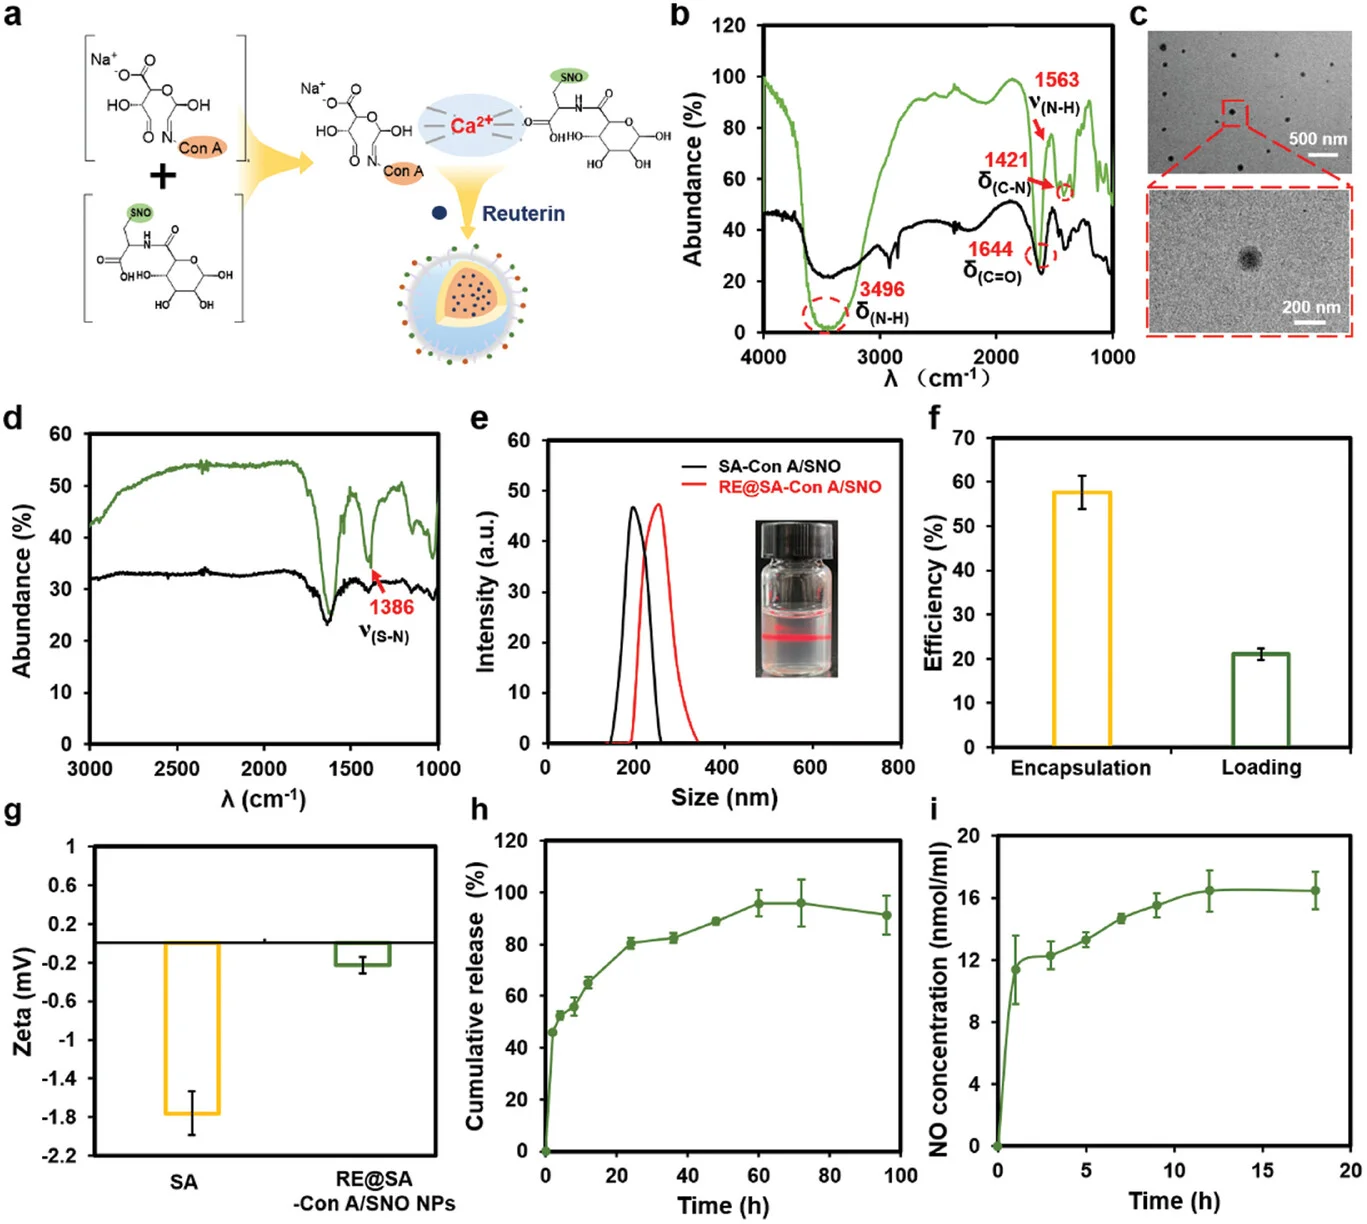 a
Na⁺
O
⁻O
O
HO
OH
O
N
Con A
+
SNO
O
H
N
O
OH
HO
O
OH
HO
OH
Na⁺
O
⁻O
O
HO
OH
O
N
Con A
Ca²⁺
SNO
O
H
N
O
OH
HO
O
OH
HO
OH
Reuterin
b
Abundance (%)
120
100
80
60
40
20
0
1563
ν(N-H)
1421
δ(C-N)
1644
δ(C=O)
3496
δ(N-H)
4000 3000 2000 1000
λ （cm⁻¹）
c
500 nm
200 nm
d
Abundance (%)
60
50
40
30
20
10
0
1386
ν(S-N)
3000 2500 2000 1500 1000
λ (cm⁻¹)
e
Intensity (a.u.)
60
50
40
30
20
10
0
SA-Con A/SNO
RE@SA-Con A/SNO
0 200 400 600 800
Size (nm)
f
Efficiency (%)
70
60
50
40
30
20
10
0
Encapsulation Loading
g
Zeta (mV)
1
0.6
0.2
-0.2
-0.6
-1
-1.4
-1.8
-2.2
SA
RE@SA
-Con A/SNO NPs
h
Cumulative release (%)
120
100
80
60
40
20
0
0 20 40 60 80 100
Time (h)
i
NO concentration (nmol/ml)
20
16
12
8
4
0
0 5 10 15 20
Time (h)